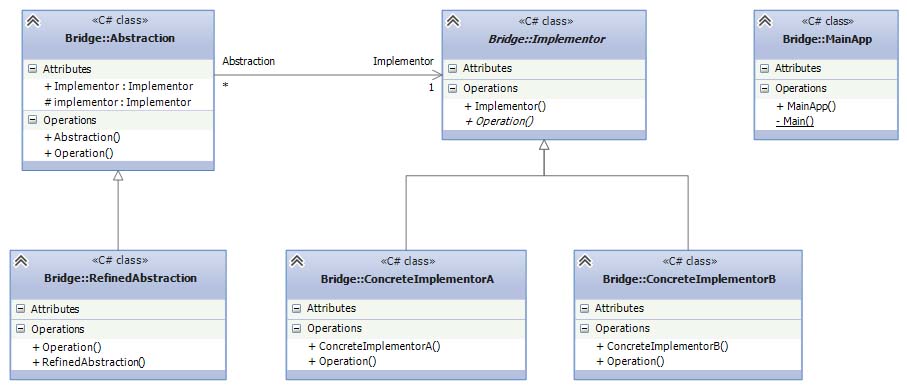 «C# class»
Bridge::Abstraction
Attributes
+ Implementor : Implementor
# implementor : Implementor
Operations
+ Abstraction()
+ Operation()
Abstraction
Implementor
*
1
«C# class»
Bridge::Implementor
Attributes
Operations
+ Implementor()
+ Operation()
«C# class»
Bridge::MainApp
Attributes
Operations
+ MainApp()
- Main()
«C# class»
Bridge::RefinedAbstraction
Attributes
Operations
+ Operation()
+ RefinedAbstraction()
«C# class»
Bridge::ConcreteImplementorA
Attributes
Operations
+ ConcreteImplementorA()
+ Operation()
«C# class»
Bridge::ConcreteImplementorB
Attributes
Operations
+ ConcreteImplementorB()
+ Operation()